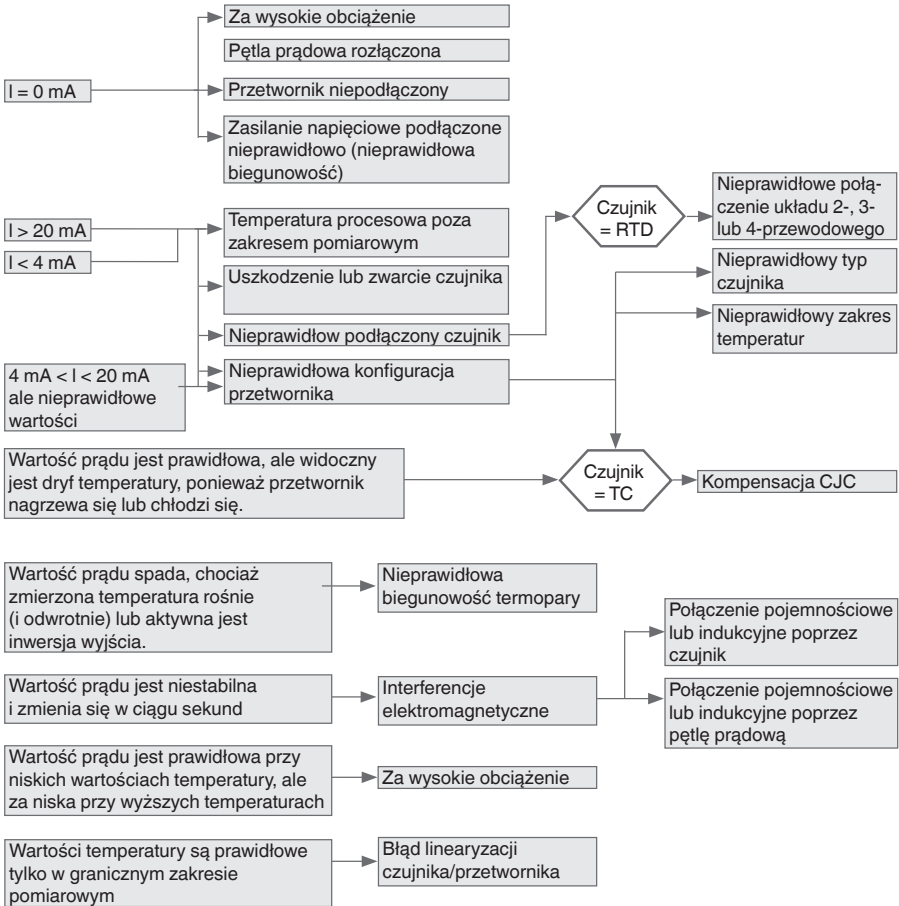 Za wysokie obciążenie
Pętla prądowa rozłączona
I = 0 mA
Przetwornik niepodłączony
Zasilanie napięciowe podłączone
nieprawidłowo (nieprawidłowa
biegunowość)
I > 20 mA
I < 4 mA
Temperatura procesowa poza
zakresem pomiarowym
Uszkodzenie lub zwarcie czujnika
Nieprawidłow podłączony czujnik
4 mA < I < 20 mA
ale nieprawidłowe
wartości
Nieprawidłowa konfiguracja
przetwornika
Czujnik
= RTD
Nieprawidłowe połą-
czenie układu 2-, 3-
lub 4-przewodowego
Nieprawidłowy typ
czujnika
Nieprawidłowy zakres
temperatur
Wartość prądu jest prawidłowa, ale widoczny
jest dryf temperatury, ponieważ przetwornik
nagrzewa się lub chłodzi się.
Czujnik
= TC
Kompensacja CJC
Wartość prądu spada, chociaż
zmierzona temperatura rośnie
(i odwrotnie) lub aktywna jest
inwersja wyjścia.
Nieprawidłowa
biegunowość termopary
Wartość prądu jest niestabilna
i zmienia się w ciągu sekund
Interferencje
elektromagnetyczne
Połączenie pojemnościowe
lub indukcyjne poprzez
czujnik
Połączenie pojemnościowe
lub indukcyjne poprzez
pętlę prądową
Wartość prądu jest prawidłowa przy
niskich wartościach temperatury, ale
za niska przy wyższych temperaturach
Za wysokie obciążenie
Wartości temperatury są prawidłowe
tylko w granicznym zakresie
pomiarowym
Błąd linearyzacji
czujnika/przetwornika